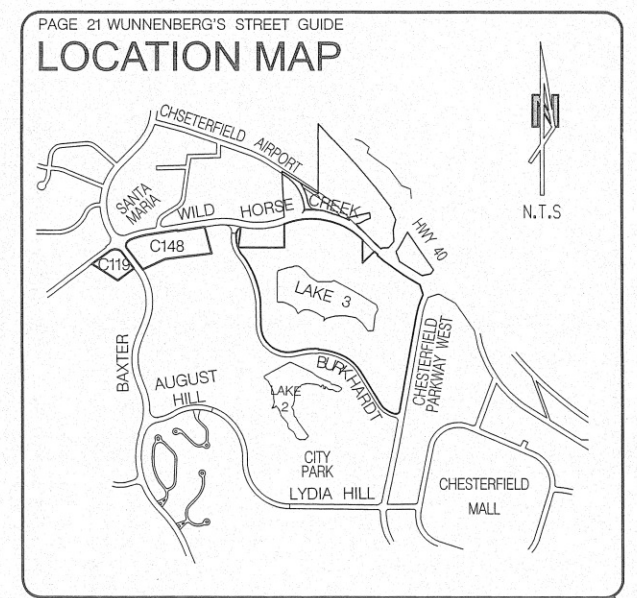 PAGE 21 WUNNENBERG'S STREET GUIDE
LOCATION MAP
N
N.T.S
CHSETERFIELD AIRPORT
SANTA
MARIA
WILD HORSE CREEK
HWY 40
C148
C119
LAKE 3
CHESTERFIELD
PARKWAY WEST
BAXTER
BURKHARDT
AUGUST
HILL
LAKE
2
CITY
PARK
LYDIA HILL
CHESTERFIELD
MALL